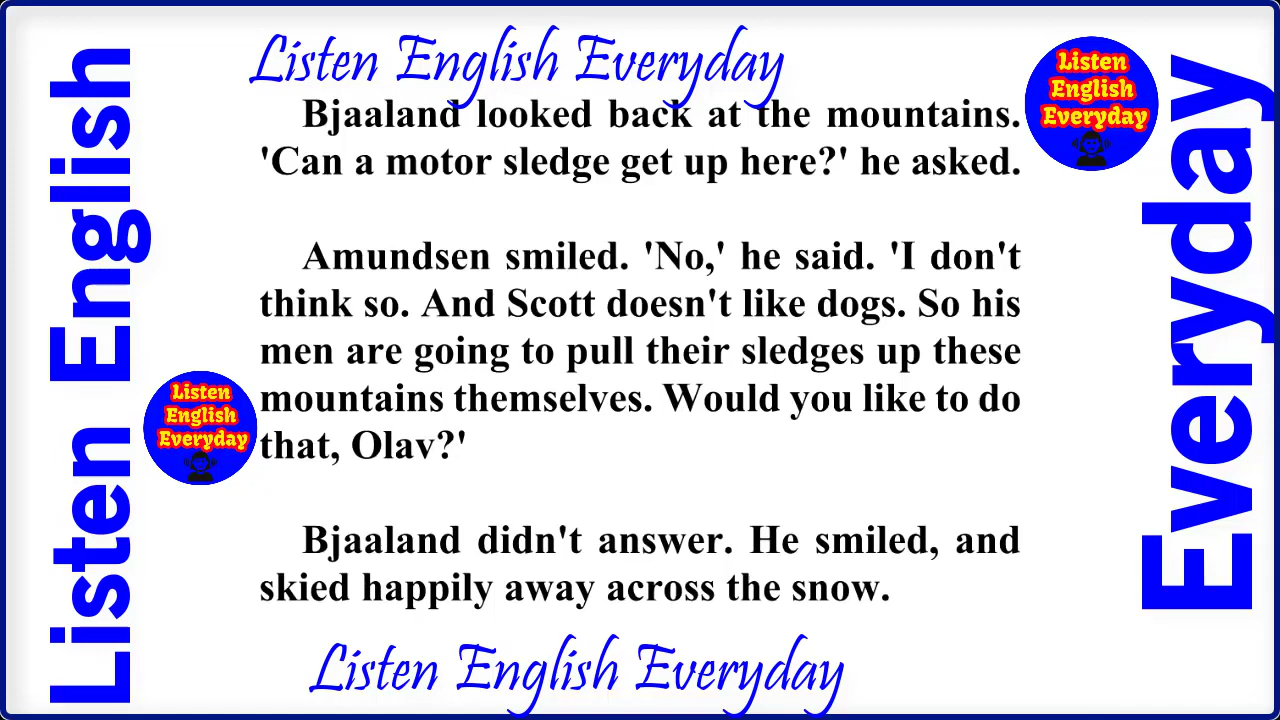 Listen English Everyday
Listen
English
Everyday
Bjaaland looked back at the mountains.
'Can a motor sledge get up here?' he asked.
Amundsen smiled. 'No,' he said. 'I don't
think so. And Scott doesn't like dogs. So his
men are going to pull their sledges up these
mountains themselves. Would you like to do
that, Olav?'
Bjaaland didn't answer. He smiled, and
skied happily away across the snow.
Listen
English
Everyday
Listen English
Everyday
Listen English Everyday